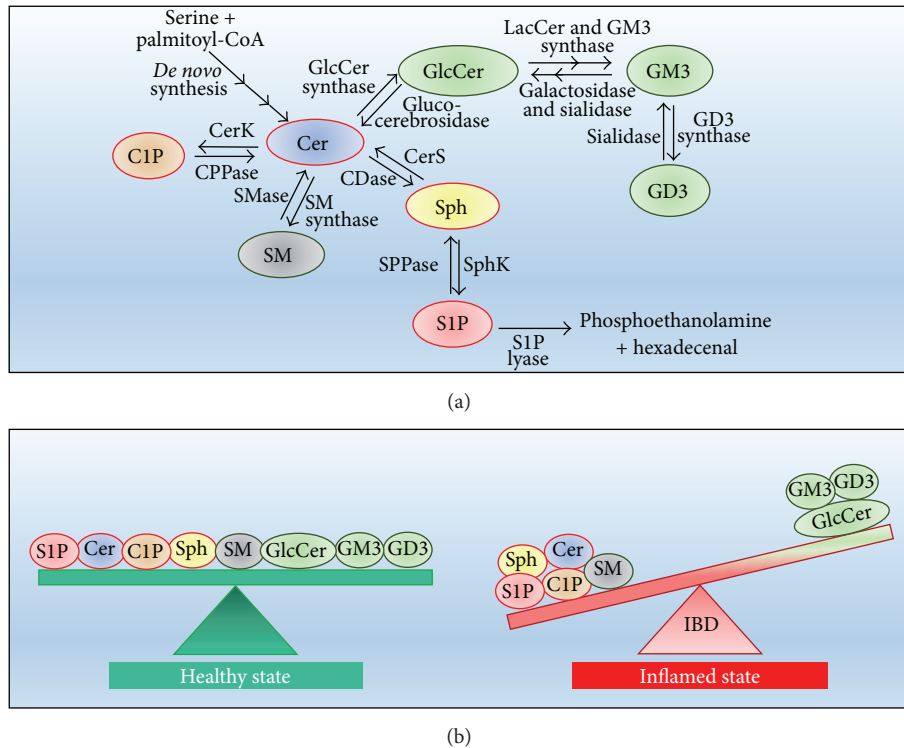 Serine +
palmitoyl-CoA
De novo
synthesis
LacCer and GM3
synthase
GlcCer
synthase
GlcCer
GM3
Galactosidase
and sialidase
Gluco-
cerebrosidase
Sialidase
GD3
synthase
CerK
C1P
CPPase
Cer
CerS
CDase
SMase
SM
synthase
Sph
GD3
SM
SPPase
SphK
S1P
S1P
lyase
Phosphoethanolamine
+ hexadecenal
(a)
S1P Cer C1P Sph SM GlcCer GM3 GD3
Healthy state
GM3 GD3
GlcCer
Sph Cer
S1P C1P SM
IBD
Inflamed state
(b)